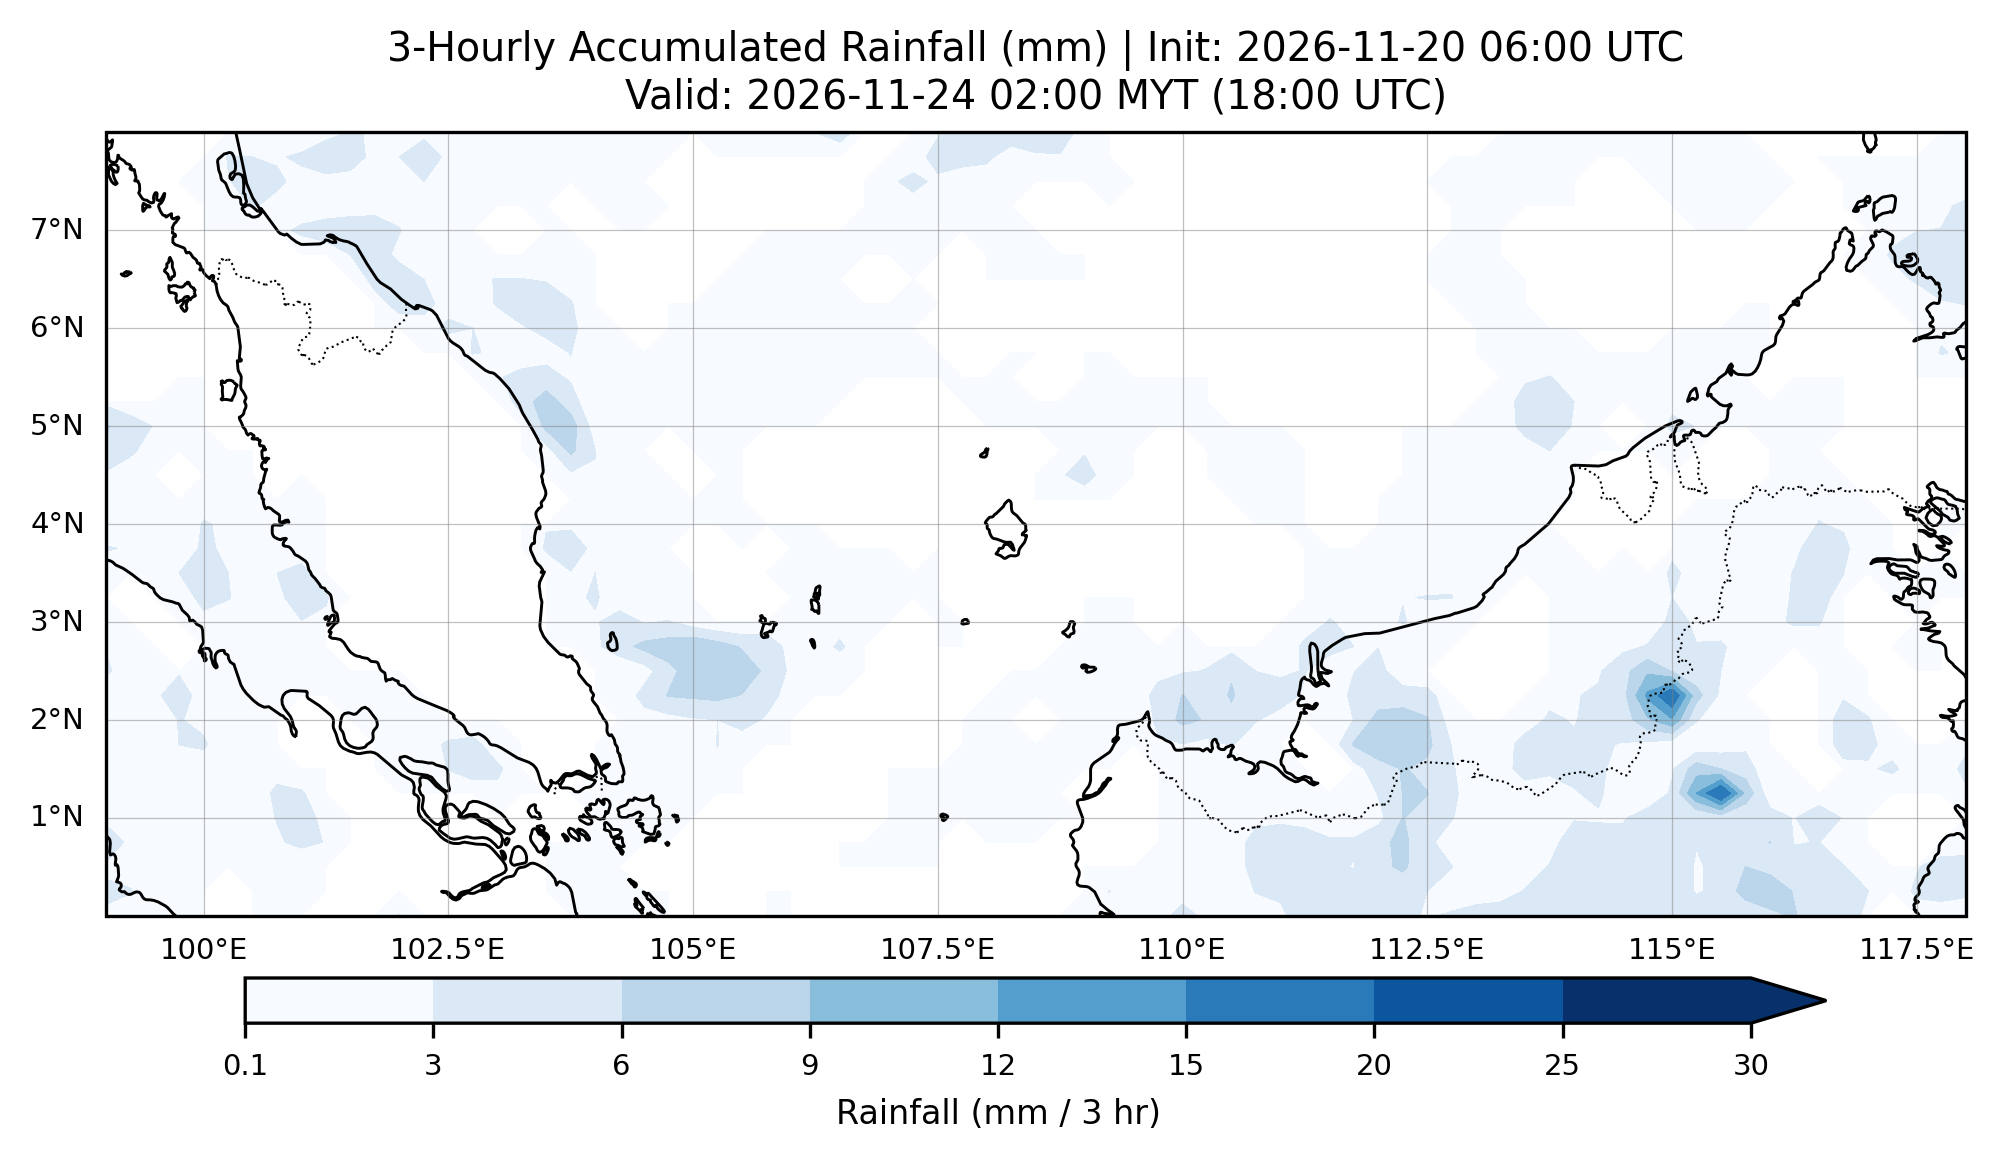 3-Hourly Accumulated Rainfall (mm) | Init: 2026-11-20 06:00 UTC
Valid: 2026-11-24 02:00 MYT (18:00 UTC)
7°N
6°N
5°N
4°N
3°N
2°N
1°N
100°E 102.5°E 105°E 107.5°E 110°E 112.5°E 115°E 117.5°E
0.1 3 6 9 12 15 20 25 30
Rainfall (mm / 3 hr)